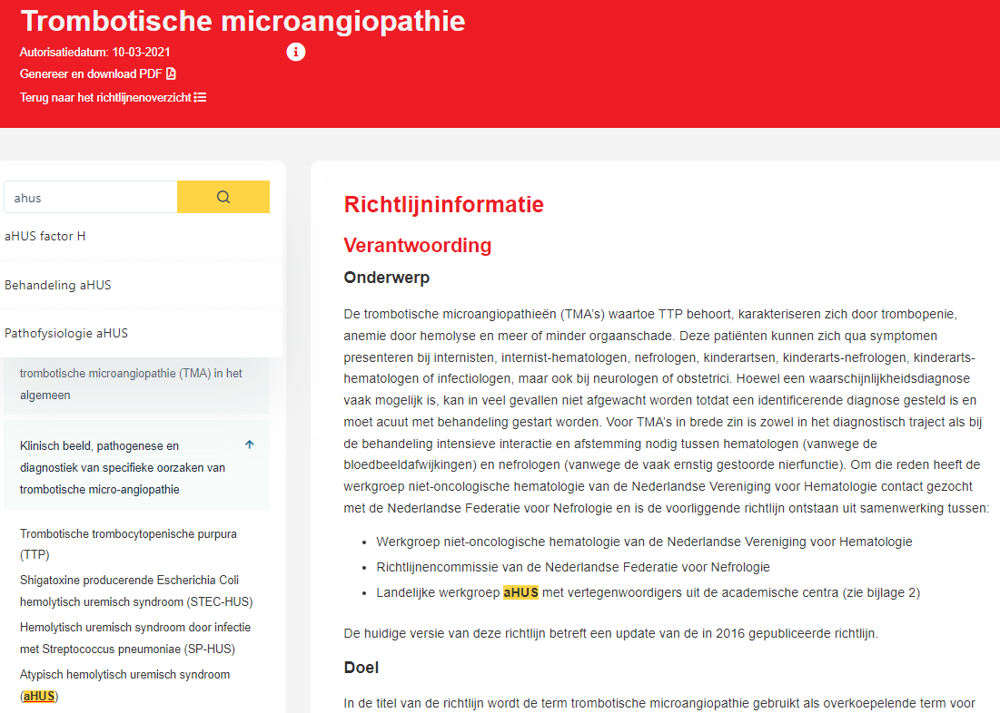 Trombotische microangiopathie
Autorisatiedatum: 10-03-2021
Genereer en download PDF
Terug naar het richtlijnenoverzicht
ahus
aHUS factor H
Behandeling aHUS
Pathofysiologie aHUS
trombotische microangiopathie (TMA) in het
algemeen
Klinisch beeld, pathogenese en
diagnostiek van specifieke oorzaken van
trombotische micro-angiopathie
Trombotische trombocytopenische purpura
(TTP)
Shigatoxine producerende Escherichia Coli
hemolytisch uremisch syndroom (STEC-HUS)
Hemolytisch uremisch syndroom door infectie
met Streptococcus pneumoniae (SP-HUS)
Atypisch hemolytisch uremisch syndroom
(aHUS)
Richtlijninformatie
Verantwoording
Onderwerp
De trombotische microangiopathieën (TMA's) waartoe TTP behoort, karakteriseren zich door trombopenie,
anemie door hemolyse en meer of minder orgaanschade. Deze patiënten kunnen zich qua symptomen
presenteren bij internisten, internist-hematologen, nefrologen, kinderartsen, kinderarts-nefrologen, kinderarts-
hematologen of infectiologen, maar ook bij neurologen of obstetrici. Hoewel een waarschijnlijkheidsdiagnose
vaak mogelijk is, kan in veel gevallen niet afgewacht worden totdat een identificerende diagnose gesteld is en
moet acuut met behandeling gestart worden. Voor TMA's in brede zin is zowel in het diagnostisch traject als bij
de behandeling intensieve interactie en afstemming nodig tussen hematologen (vanwege de
bloedbeeldafwijkingen) en nefrologen (vanwege de vaak ernstig gestoorde nierfunctie). Om die reden heeft de
werkgroep niet-oncologische hematologie van de Nederlandse Vereniging voor Hematologie contact gezocht
met de Nederlandse Federatie voor Nefrologie en is de voorliggende richtlijn ontstaan uit samenwerking tussen:
• Werkgroep niet-oncologische hematologie van de Nederlandse Vereniging voor Hematologie
• Richtlijnencommissie van de Nederlandse Federatie voor Nefrologie
• Landelijke werkgroep aHUS met vertegenwoordigers uit de academische centra (zie bijlage 2)
De huidige versie van deze richtlijn betreft een update van de in 2016 gepubliceerde richtlijn.
Doel
In de titel van de richtlijn wordt de term trombotische microangiopathie gebruikt als overkoepelende term voor